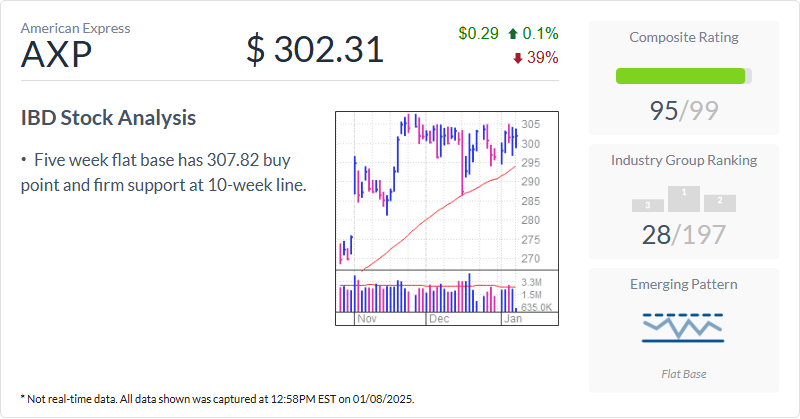 American Express
AXP
$ 302.31
$0.29 0.1%
39%
IBD Stock Analysis
• Five week flat base has 307.82 buy
point and firm support at 10-week line.
305
300
295
290
285
280
275
270
3.3M
1.5M
635.0K
Nov Dec Jan
Composite Rating
95/99
Industry Group Ranking
3 1 2
28/197
Emerging Pattern
Flat Base
* Not real-time data. All data shown was captured at 12:58PM EST on 01/08/2025.